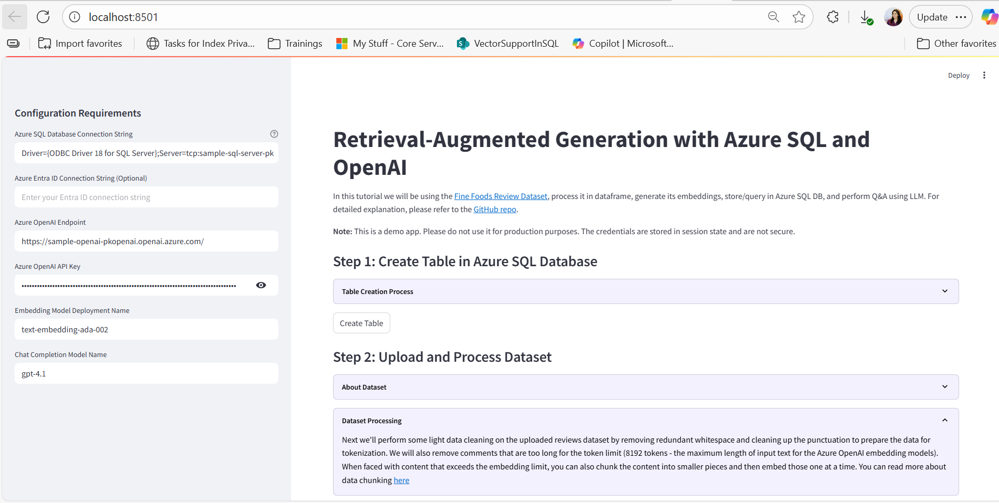 localhost:8501
Update
Import favorites
Tasks for Index Priva...
Trainings
My Stuff - Core Serv...
VectorSupportInSQL
Copilot | Microsoft...
Other favorites
Deploy
Configuration Requirements
Azure SQL Database Connection String
Driver={ODBC Driver 18 for SQL Server};Server=tcp:sample-sql-server-pk
Azure Entra ID Connection String (Optional)
Enter your Entra ID connection string
Azure OpenAI Endpoint
https://sample-openai-pkopenai.openai.azure.com/
Azure OpenAI API Key
Embedding Model Deployment Name
text-embedding-ada-002
Chat Completion Model Name
gpt-4.1
Retrieval-Augmented Generation with Azure SQL and
OpenAI
In this tutorial we will be using the Fine Foods Review Dataset, process it in dataframe, generate its embeddings, store/query in Azure SQL DB, and perform Q&A using LLM. For
detailed explanation, please refer to the GitHub repo.
Note: This is a demo app. Please do not use it for production purposes. The credentials are stored in session state and are not secure.
Step 1: Create Table in Azure SQL Database
Table Creation Process
Create Table
Step 2: Upload and Process Dataset
About Dataset
Dataset Processing
Next we'll perform some light data cleaning on the uploaded reviews dataset by removing redundant whitespace and cleaning up the punctuation to prepare the data for
tokenization. We will also remove comments that are too long for the token limit (8192 tokens - the maximum length of input text for the Azure OpenAI embedding models).
When faced with content that exceeds the embedding limit, you can also chunk the content into smaller pieces and then embed those one at a time. You can read more about
data chunking here